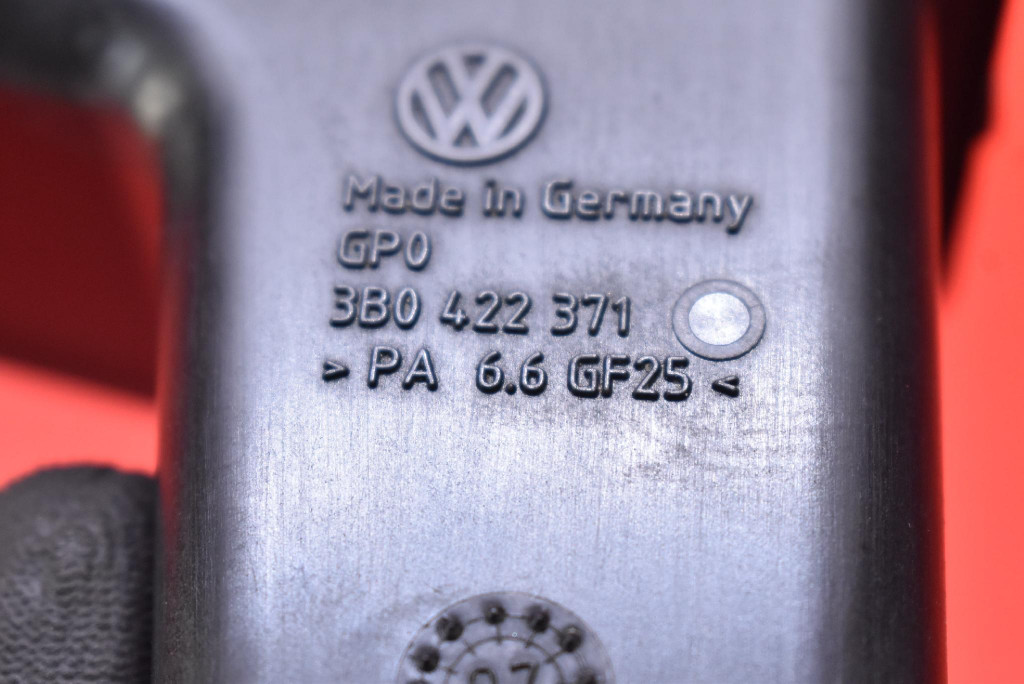 Made in Germany
GP0
3B0 422 371
> PA 6.6 GF25 <